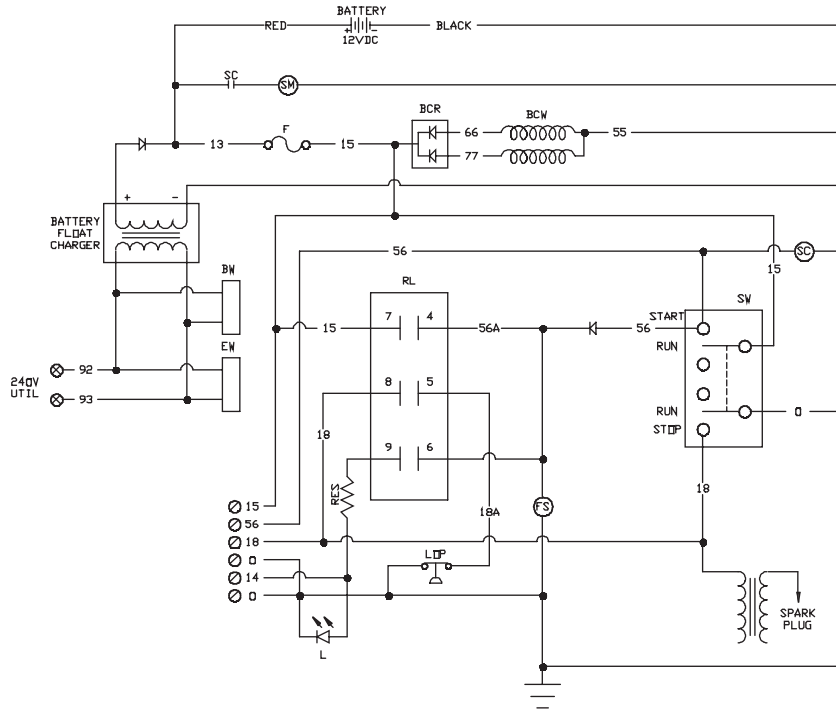 BATTERY
RED + - BLACK
12VDC
SC
SM
BCR
BCW
66
55
77
13
F
15
+ -
BATTERY
FLOAT
CHARGER
56
SC
15
BW
RL
SW
START
15
7 4
56A
56
RUN
EW
240V
UTIL
92
93
8 5
RUN
0
STOP
18
9 6
RES
18
18A
FS
15
56
18
0
14
0
LOP
L
SPARK
PLUG